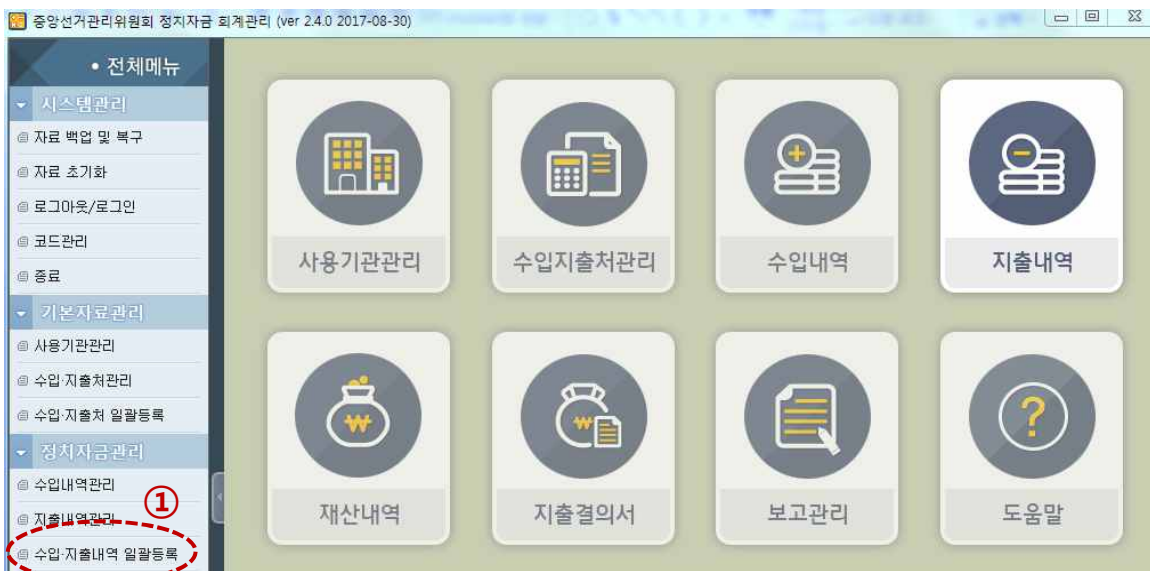 중앙선거관리위원회 정치자금 회계관리 (ver 2.4.0 2017-08-30)
• 전체메뉴
시스템관리
자료 백업 및 복구
자료 초기화
로그아웃/로그인
코드관리
종료
기본자료관리
사용기관관리
수입·지출처관리
수입·지출처 일괄등록
정치자금관리
수입내역관리
①
지출내역관리
수입·지출내역 일괄등록
사용기관관리
수입지출처관리
수입내역
지출내역
재산내역
지출결의서
보고관리
도움말